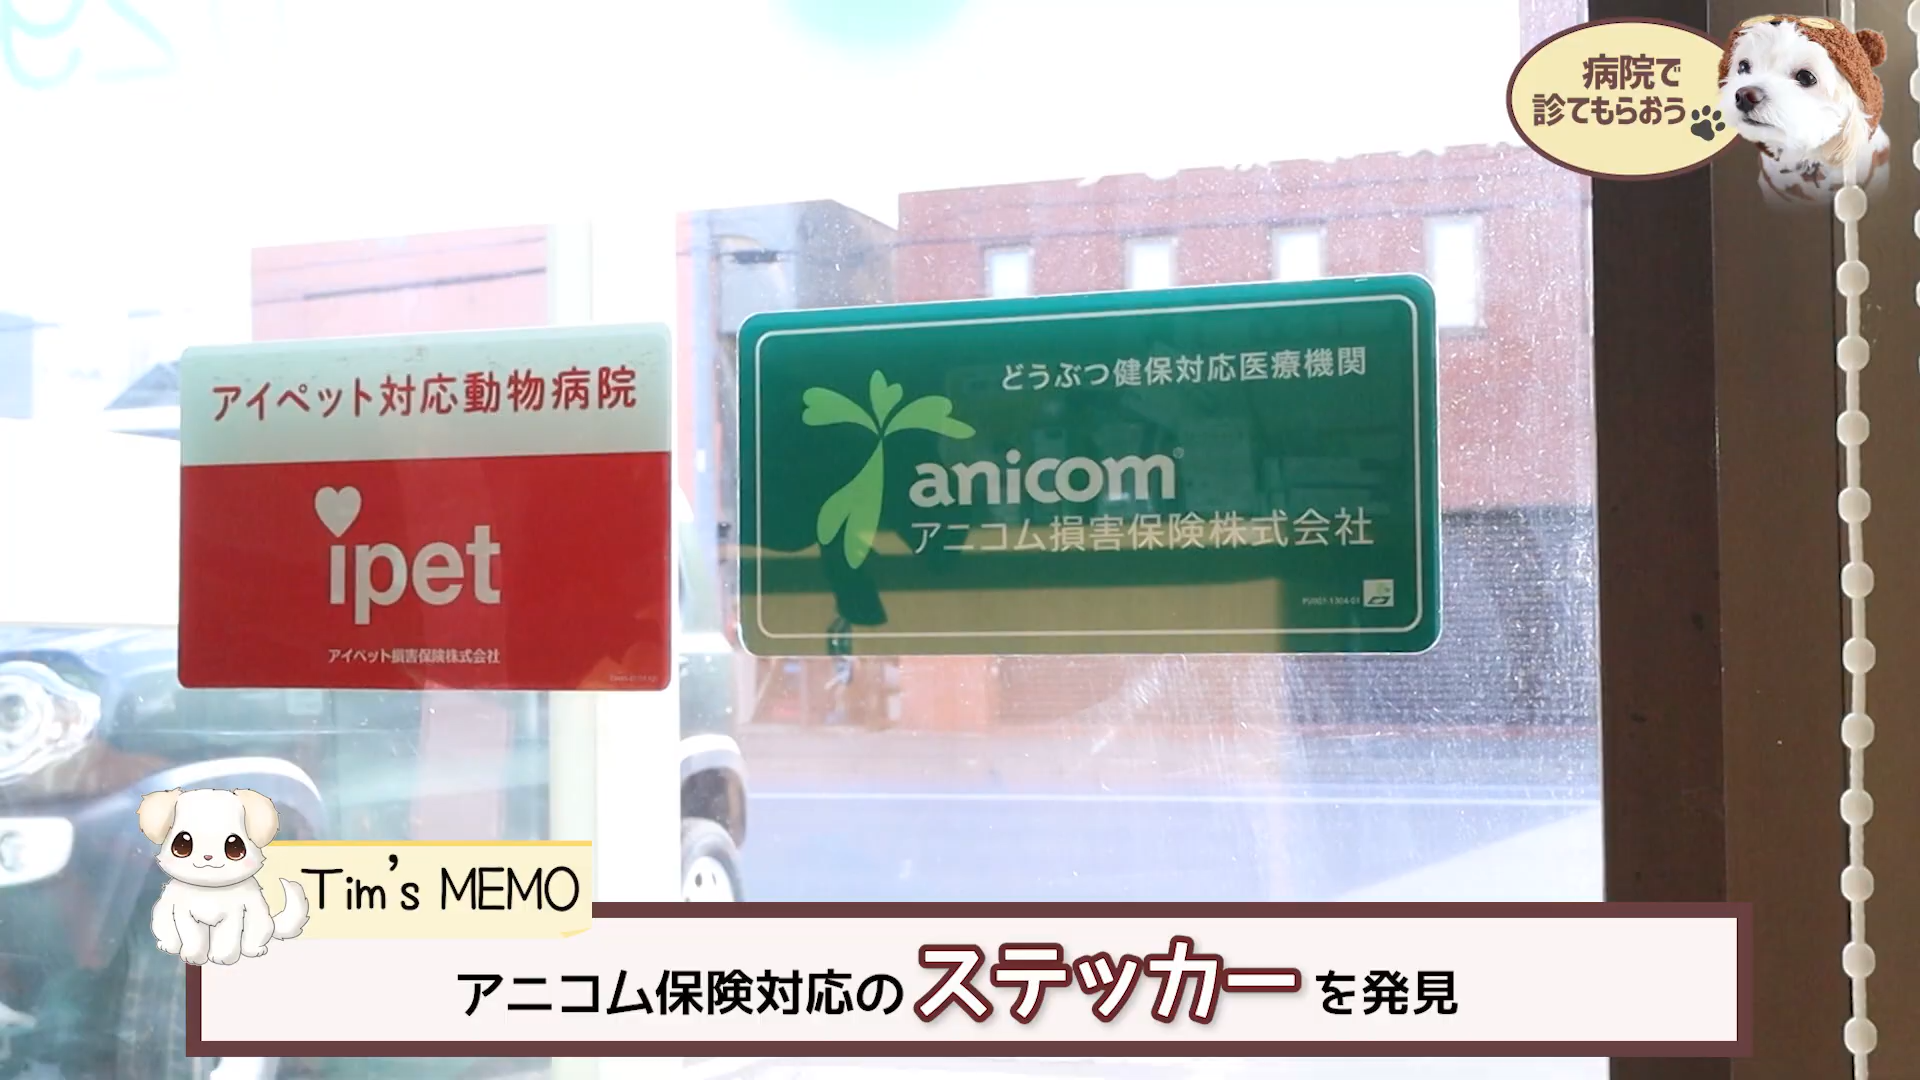 病院で
診てもらおう
アイペット対応動物病院
ipet
アイペット損害保険株式会社
どうぶつ健保対応医療機関
anicom
アニコム損害保険株式会社
Tim's MEMO
アニコム保険対応のステッカーを発見